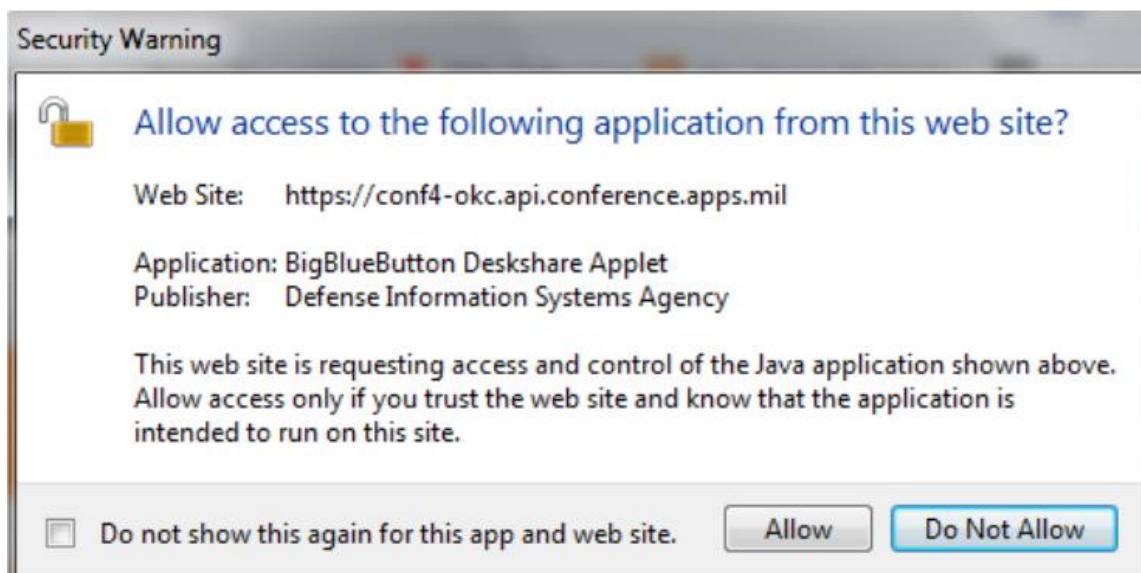 Security Warning
Allow access to the following application from this web site?
Web Site: https://conf4-okc.api.conference.apps.mil
Application: BigBlueButton Deskshare Applet
Publisher: Defense Information Systems Agency
This web site is requesting access and control of the Java application shown above.
Allow access only if you trust the web site and know that the application is
intended to run on this site.
Do not show this again for this app and web site. Allow Do Not Allow